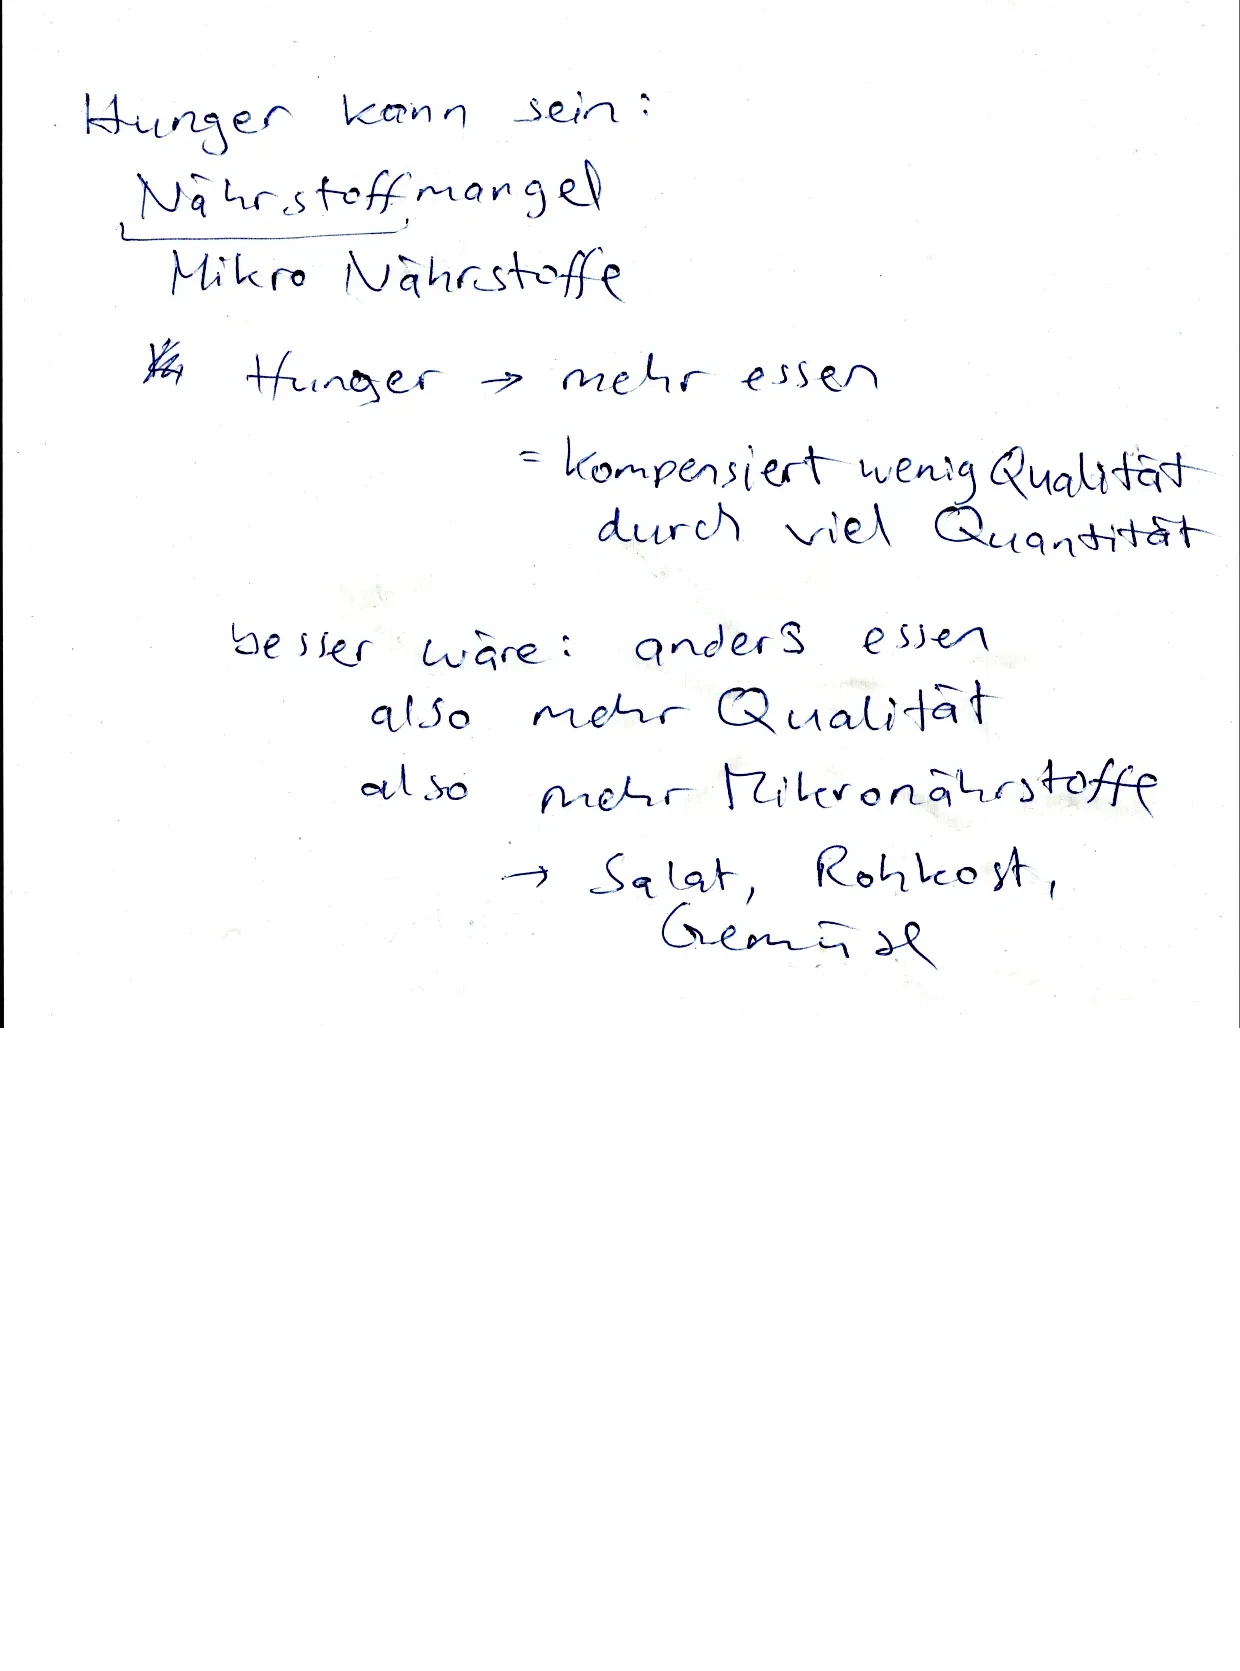 Hunger kann sein:
Nährstoffmangel
Mikro Nährstoffe
Hunger → mehr essen
= kompensiert wenig Qualität
durch viel Quantität
besser wäre: anders essen
also mehr Qualität
also mehr Mikronährstoffe
→ Salat, Rohkost,
Gemüse